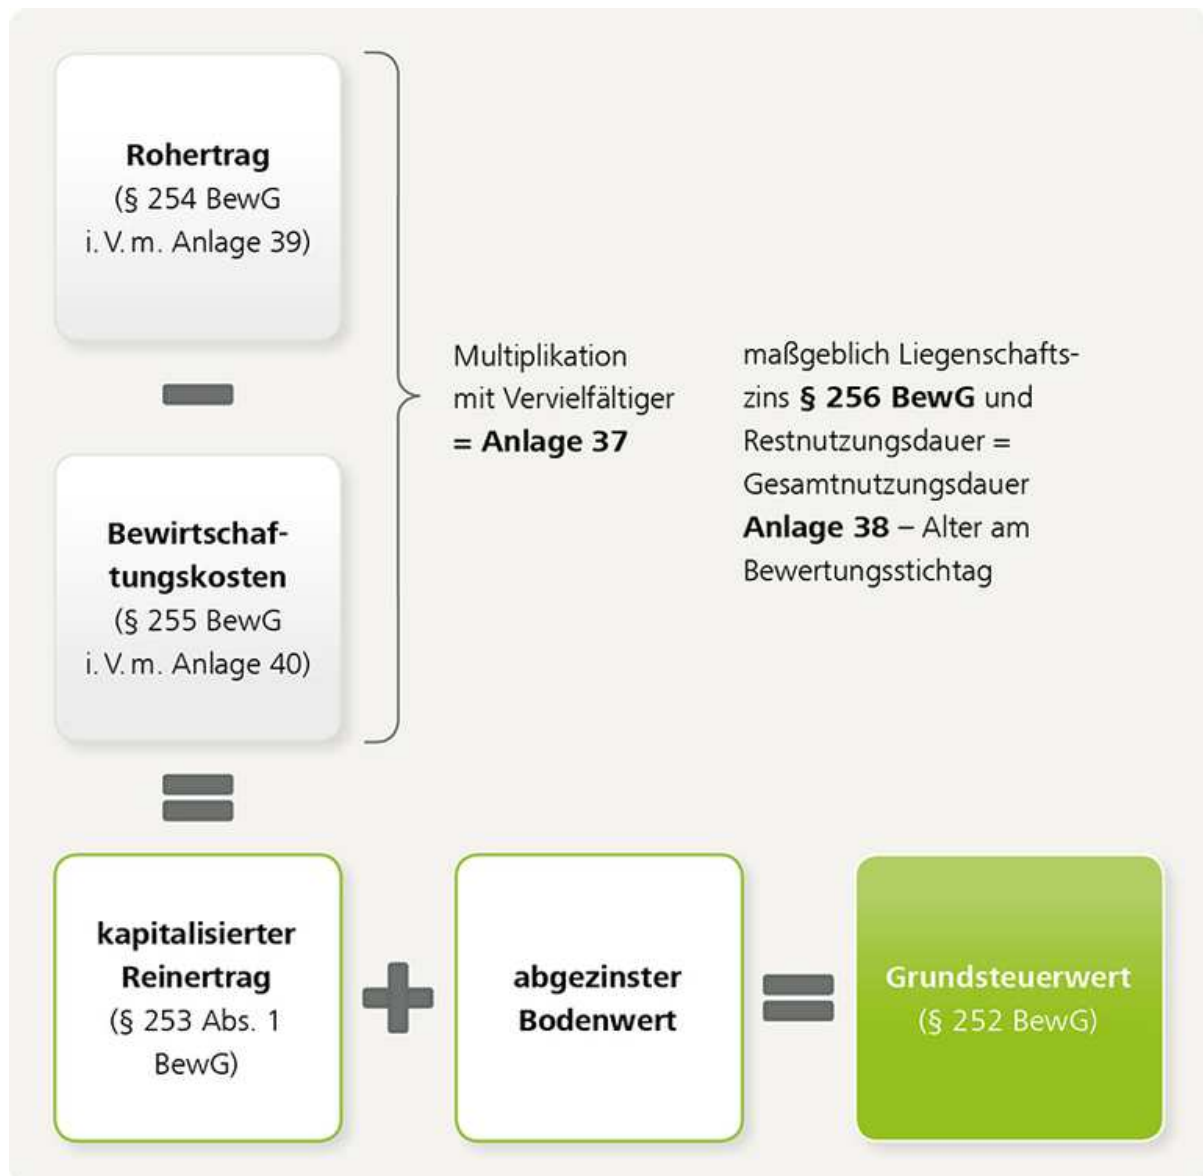 Rohertrag
(§ 254 BewG
i. V. m. Anlage 39)
Multiplikation
mit Vervielfältiger
= Anlage 37
maßgeblich Liegenschafts-
zins § 256 BewG und
Restnutzungsdauer =
Gesamtnutzungsdauer
Anlage 38 – Alter am
Bewertungsstichtag
Bewirtschaf-
tungskosten
(§ 255 BewG
i. V. m. Anlage 40)
kapitalisierter
Reinertrag
(§ 253 Abs. 1
BewG)
abgezinster
Bodenwert
Grundsteuerwert
(§ 252 BewG)